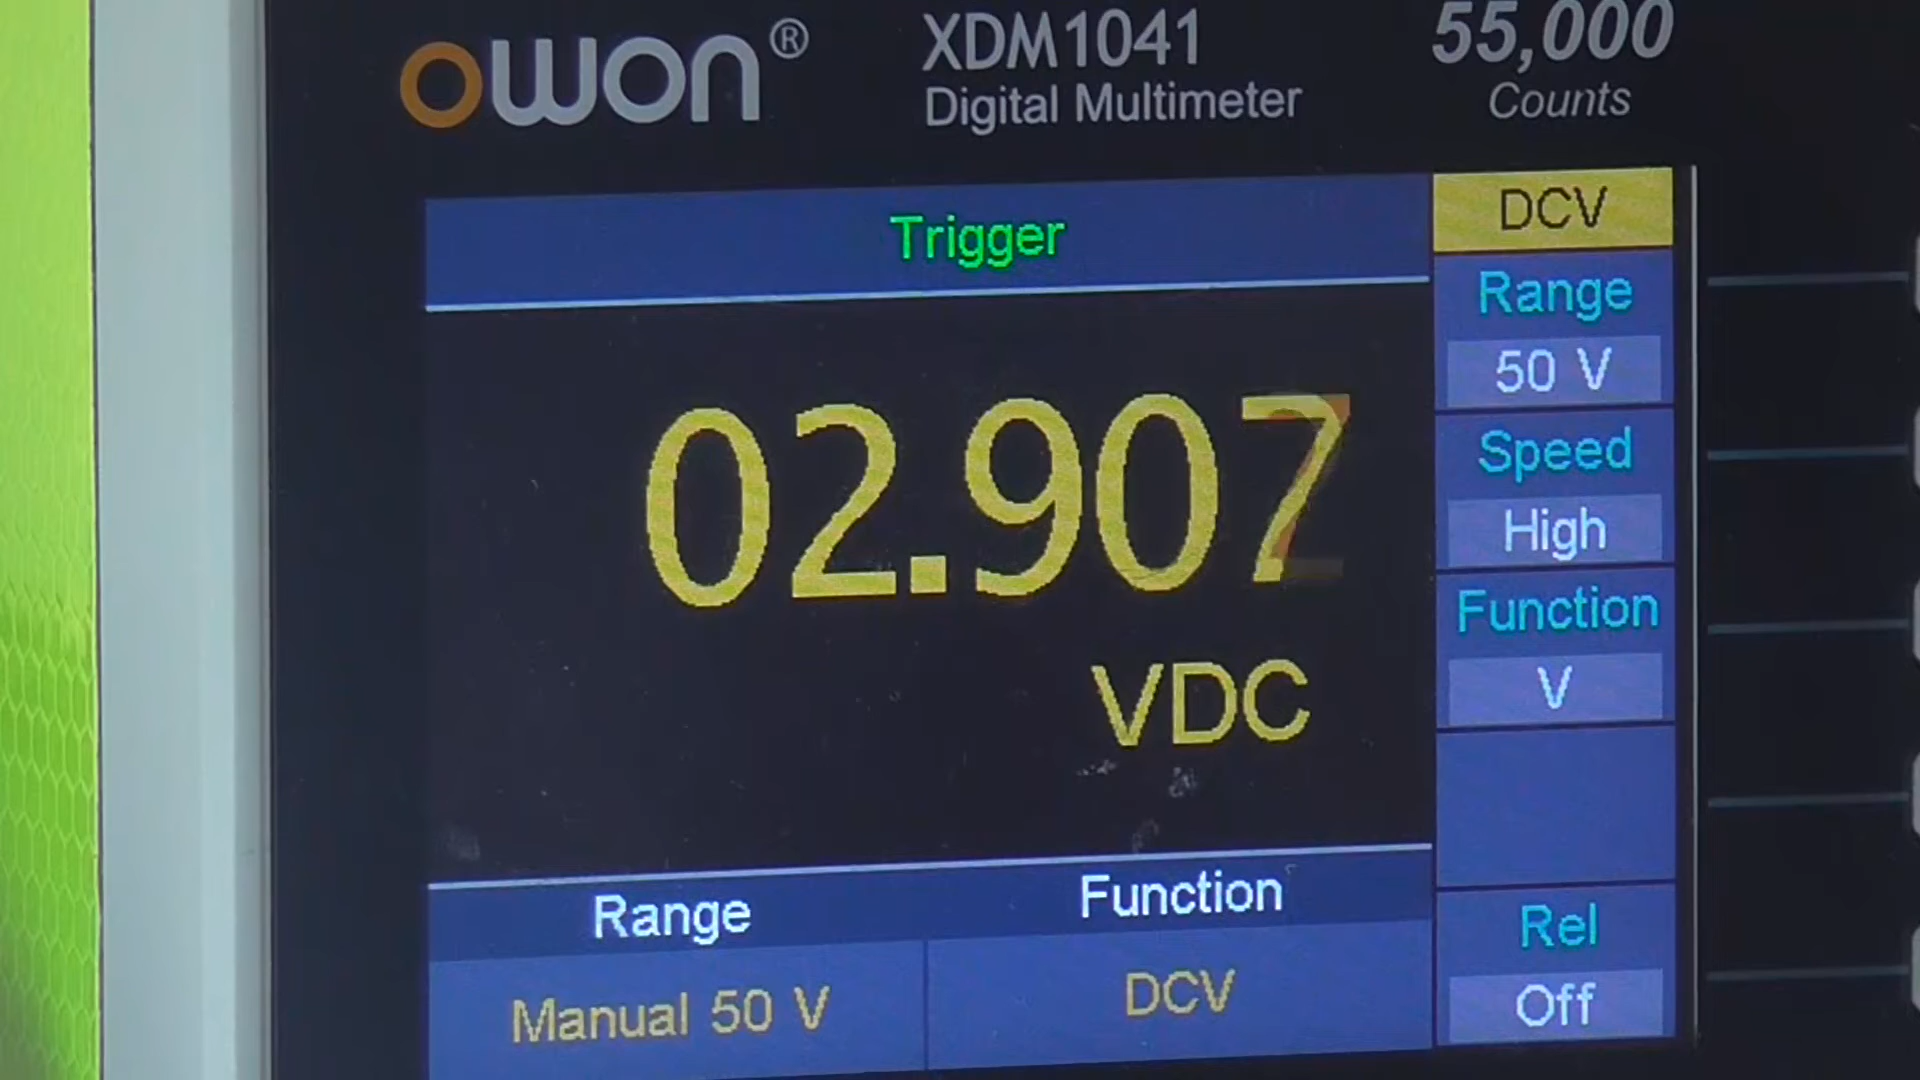 owon®
XDM1041
Digital Multimeter
55,000
Counts
Trigger
02.907
VDC
DCV
Range
50 V
Speed
High
Function
V
Rel
Off
Range
Function
Manual 50 V
DCV